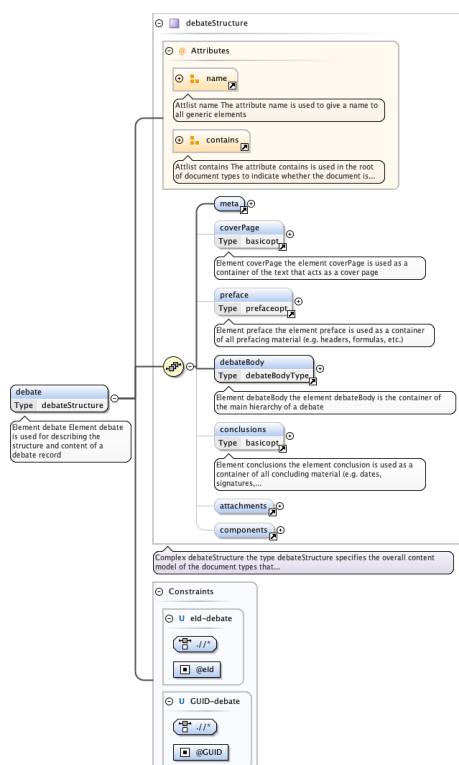 debateStructure
@ Attributes
name
Attlist name The attribute name is used to give a name to
all generic elements
contains
Attlist contains The attribute contains is used in the root
of document types to indicate whether the document is...
meta
coverPage
Type basicopt
Element coverPage the element coverPage is used as a
container of the text that acts as a cover page
preface
Type prefaceopt
Element preface the element preface is used as a container
of all prefacing material (e.g. headers, formulas, etc.)
debateBody
Type debateBodyType
Element debateBody the element debateBody is the container of
the main hierarchy of a debate
debate
Type debateStructure
Element debate Element debate
is used for describing the
structure and content of a
debate record
conclusions
Type basicopt
Element conclusions the element conclusion is used as a
container of all concluding material (e.g. dates,
signatures,...
attachments
components
Complex debateStructure the type debateStructure specifies the overall content
model of the document types that...
Constraints
U eId-debate
.//*
@eId
U GUID-debate
.//*
@GUID